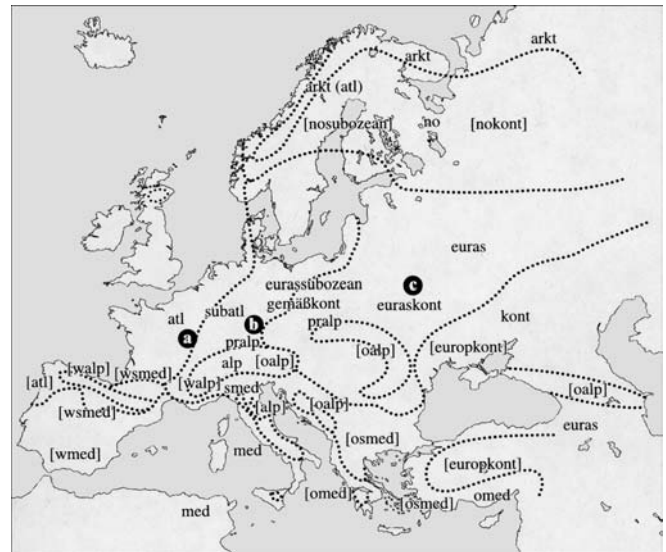 arkt
arkt
arkt (atl)
[nosubozean]
no
[nokont]
euras
c
eurassubozean
gemäßkont
euraskont
subatl
atl
b
a
pralp
pralp
kont
[europkont]
alp
[oalp]
[oalp]
[walp]
[wsmed]
[walp]
smed
[oalp]
[atl]
[alp]
[oalp]
[wsmed]
euras
[osmed]
med
[wmed]
[europkont]
[omed]
[osmed]
omed
med